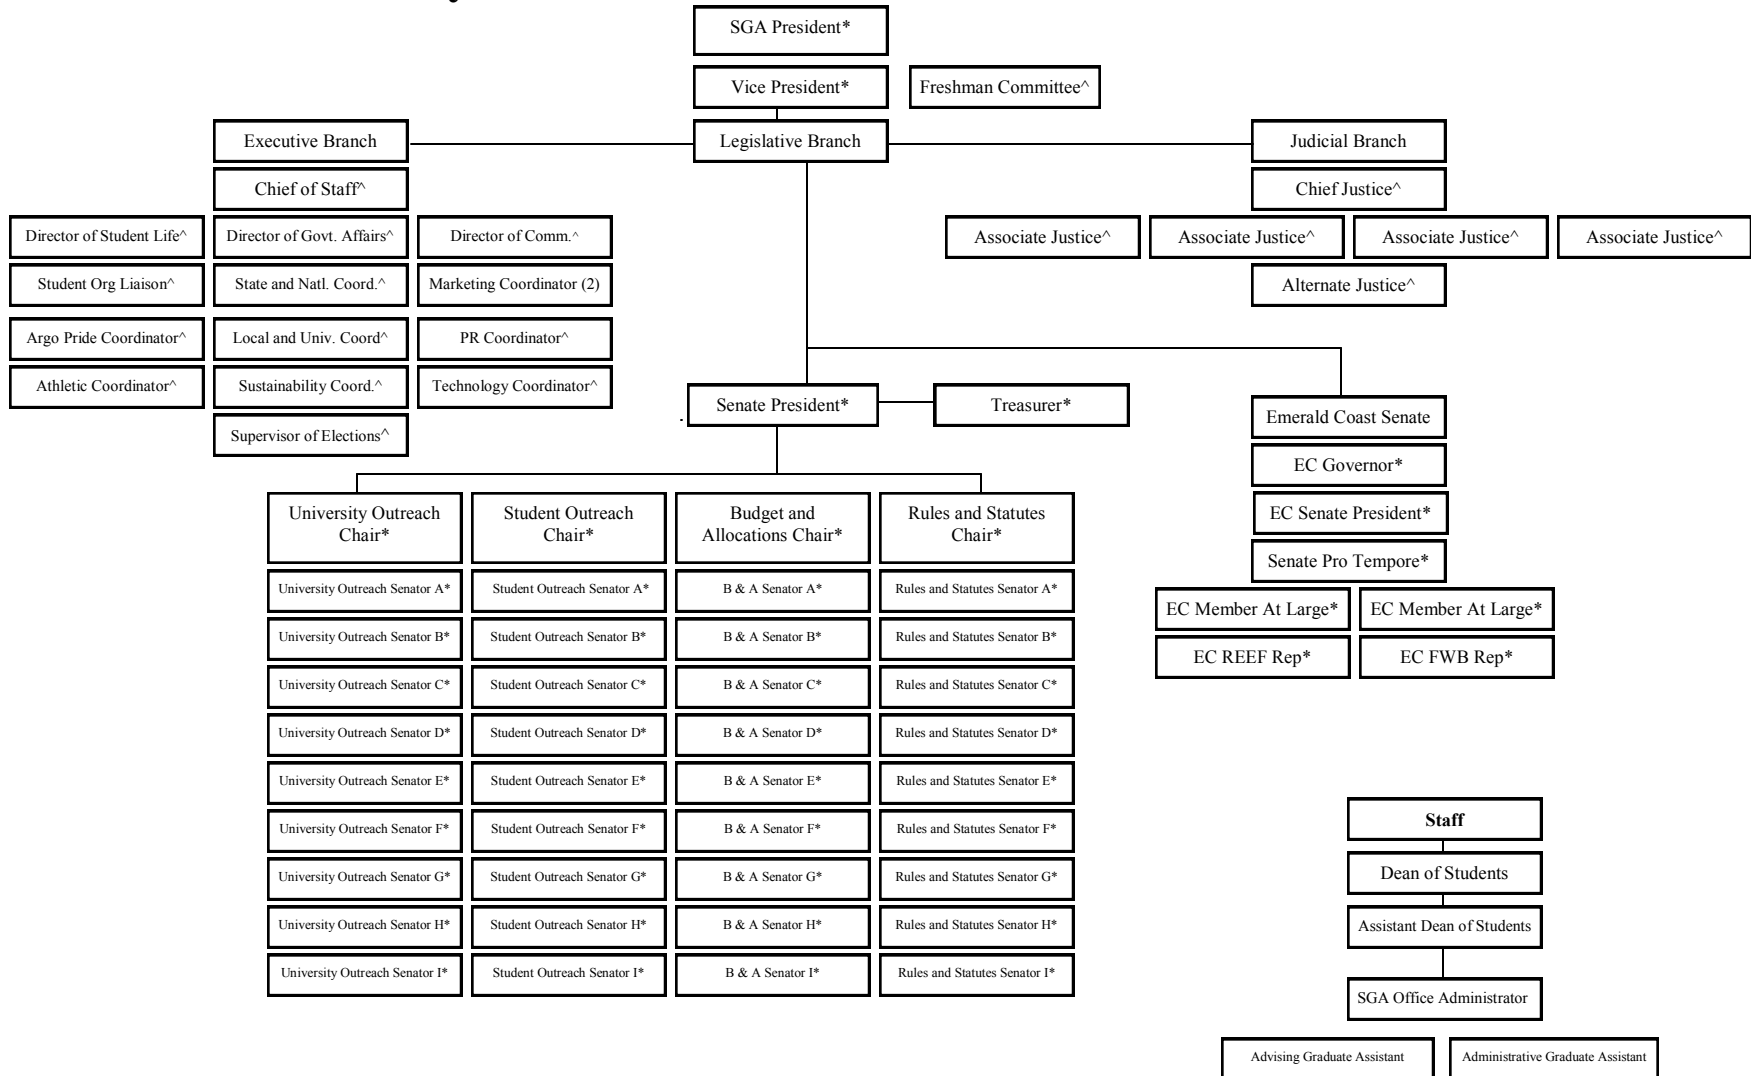 SGA President*
Vice President*
Freshman Committee^
Executive Branch
Legislative Branch
Judicial Branch
Chief of Staff^
Chief Justice^
Director of Student Life^
Director of Govt. Affairs^
Director of Comm.^
Associate Justice^
Associate Justice^
Associate Justice^
Associate Justice^
Student Org Liaison^
State and Natl. Coord.^
Marketing Coordinator (2)
Alternate Justice^
Argo Pride Coordinator^
Local and Univ. Coord^
PR Coordinator^
Athletic Coordinator^
Sustainability Coord.^
Technology Coordinator^
Supervisor of Elections^
Senate President*
Treasurer*
Emerald Coast Senate
EC Governor*
EC Senate President*
Senate Pro Tempore*
EC Member At Large*
EC Member At Large*
EC REEF Rep*
EC FWB Rep*
University Outreach
Chair*
Student Outreach
Chair*
Budget and
Allocations Chair*
Rules and Statutes
Chair*
University Outreach Senator A*
Student Outreach Senator A*
B & A Senator A*
Rules and Statutes Senator A*
University Outreach Senator B*
Student Outreach Senator B*
B & A Senator B*
Rules and Statutes Senator B*
University Outreach Senator C*
Student Outreach Senator C*
B & A Senator C*
Rules and Statutes Senator C*
University Outreach Senator D*
Student Outreach Senator D*
B & A Senator D*
Rules and Statutes Senator D*
University Outreach Senator E*
Student Outreach Senator E*
B & A Senator E*
Rules and Statutes Senator E*
University Outreach Senator F*
Student Outreach Senator F*
B & A Senator F*
Rules and Statutes Senator F*
University Outreach Senator G*
Student Outreach Senator G*
B & A Senator G*
Rules and Statutes Senator G*
University Outreach Senator H*
Student Outreach Senator H*
B & A Senator H*
Rules and Statutes Senator H*
University Outreach Senator I*
Student Outreach Senator I*
B & A Senator I*
Rules and Statutes Senator I*
Staff
Dean of Students
Assistant Dean of Students
SGA Office Administrator
Advising Graduate Assistant
Administrative Graduate Assistant